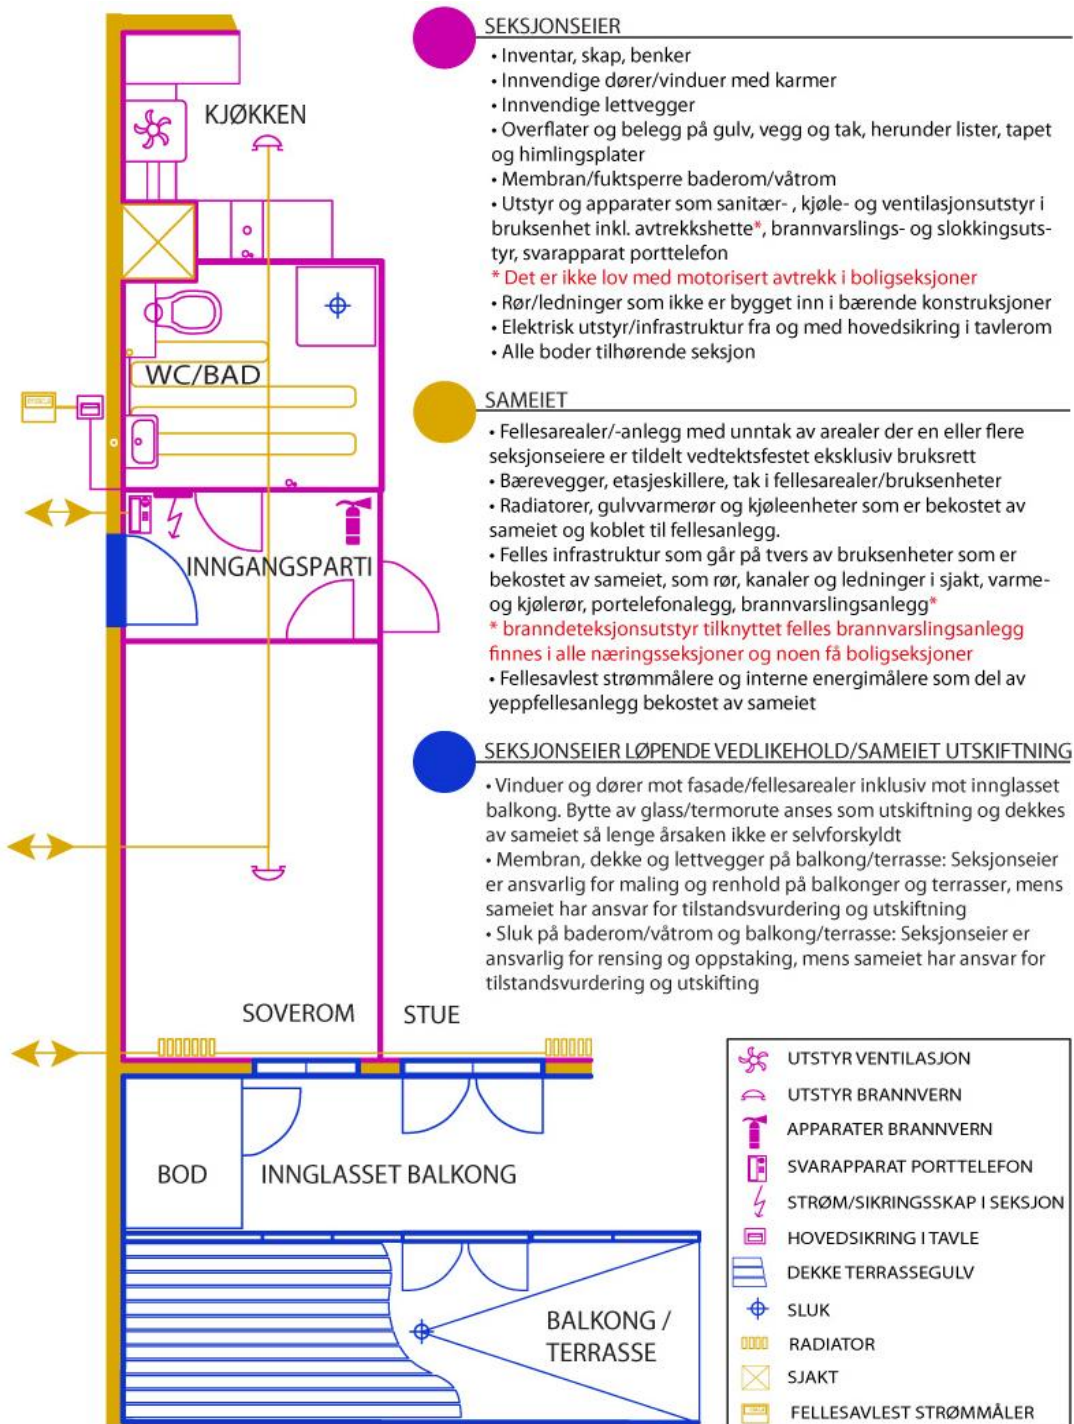 SEKSJONSEIER
• Inventar, skap, benker
• Innvendige dører/vinduer med karmer
• Innvendige lettvegger
• Overflater og belegg på gulv, vegg og tak, herunder lister, tapet
og himlingsplater
• Membran/fuktsperre baderom/våtrom
• Utstyr og apparater som sanitær- , kjøle- og ventilasjonsutstyr i
bruksenhet inkl. avtrekkshette*, brannvarslings- og slokkingsuts-
tyr, svarapparat porttelefon
* Det er ikke lov med motorisert avtrekk i boligseksjoner
• Rør/ledninger som ikke er bygget inn i bærende konstruksjoner
• Elektrisk utstyr/infrastruktur fra og med hovedsikring i tavlerom
• Alle boder tilhørende seksjon
SAMEIET
• Fellesarealer/-anlegg med unntak av arealer der en eller flere
seksjonseiere er tildelt vedtektsfestet eksklusiv bruksrett
• Bærevegger, etasjeskillere, tak i fellesarealer/bruksenheter
• Radiatorer, gulvvarmerør og kjøleenheter som er bekostet av
sameiet og koblet til fellesanlegg.
• Felles infrastruktur som går på tvers av bruksenheter som er
bekostet av sameiet, som rør, kanaler og ledninger i sjakt, varme-
og kjølerør, portelefonalegg, brannvarslingsanlegg*
* branndeteksjonsutstyr tilknyttet felles brannvarslingsanlegg
finnes i alle næringsseksjoner og noen få boligseksjoner
• Fellesavlest strømmålere og interne energimålere som del av
yeppfellesanlegg bekostet av sameiet
SEKSJONSEIER LØPENDE VEDLIKEHOLD/SAMEIET UTSKIFTNING
• Vinduer og dører mot fasade/fellesarealer inklusiv mot innglasset
balkong. Bytte av glass/termorute anses som utskiftning og dekkes
av sameiet så lenge årsaken ikke er selvforskyldt
• Membran, dekke og lettvegger på balkong/terrasse: Seksjonseier
er ansvarlig for maling og renhold på balkonger og terrasser, mens
sameiet har ansvar for tilstandsvurdering og utskiftning
• Sluk på baderom/våtrom og balkong/terrasse: Seksjonseier er
ansvarlig for rensing og oppstaking, mens sameiet har ansvar for
tilstandsvurdering og utskifting
KJØKKEN
WC/BAD
INNGANGSPARTI
SOVEROM
STUE
BOD
INNGLASSET BALKONG
BALKONG /
TERRASSE
UTSTYR VENTILASJON
UTSTYR BRANNVERN
APPARATER BRANNVERN
SVARAPPARAT PORTTELEFON
STRØM/SIKRINGSSKAP I SEKSJON
HOVEDSIKRING I TAVLE
DEKKE TERRASSEGULV
SLUK
RADIATOR
SJAKT
FELLESAVLEST STRØMMÅLER